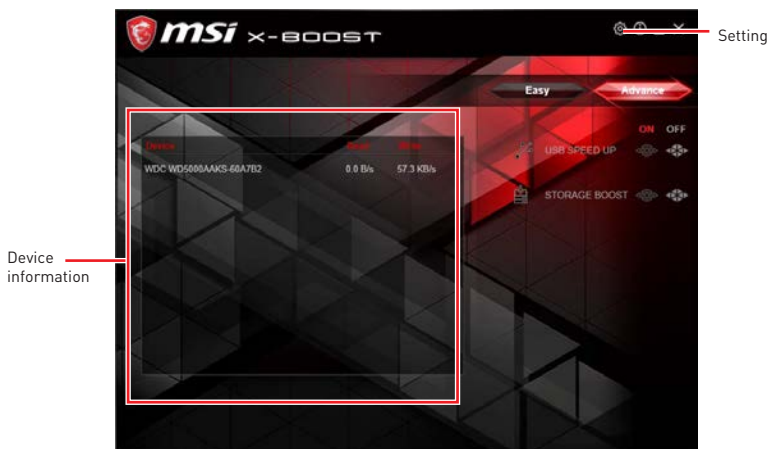 msi X-BOOST
Setting
Easy
Advance
ON OFF
Device Read Write
USB SPEED UP
WDC WD5000AAKS-60A7B2 0.0 B/s 57.3 KB/s
STORAGE BOOST
Device
information